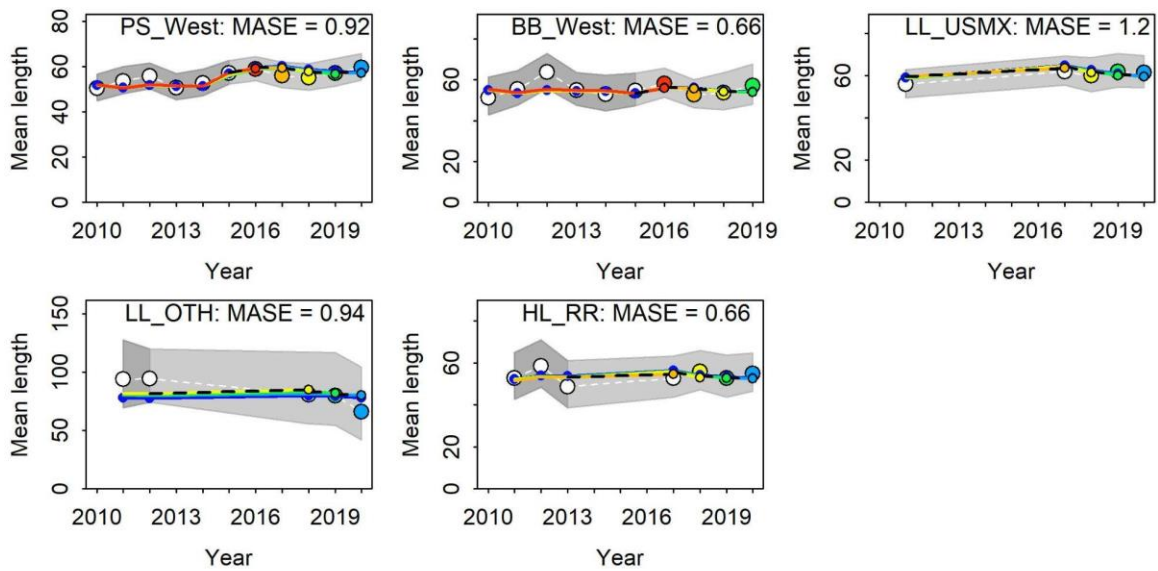 PS_West: MASE = 0.92
Mean length
0 20 40 60 80
2010 2013 2016 2019
Year
BB_West: MASE = 0.66
Mean length
0 20 60
2010 2013 2016 2019
Year
LL_USMX: MASE = 1.2
Mean length
0 20 60
2010 2013 2016 2019
Year
LL_OTH: MASE = 0.94
Mean length
0 50 100 150
2010 2013 2016 2019
Year
HL_RR: MASE = 0.66
Mean length
0 20 60
2010 2013 2016 2019
Year